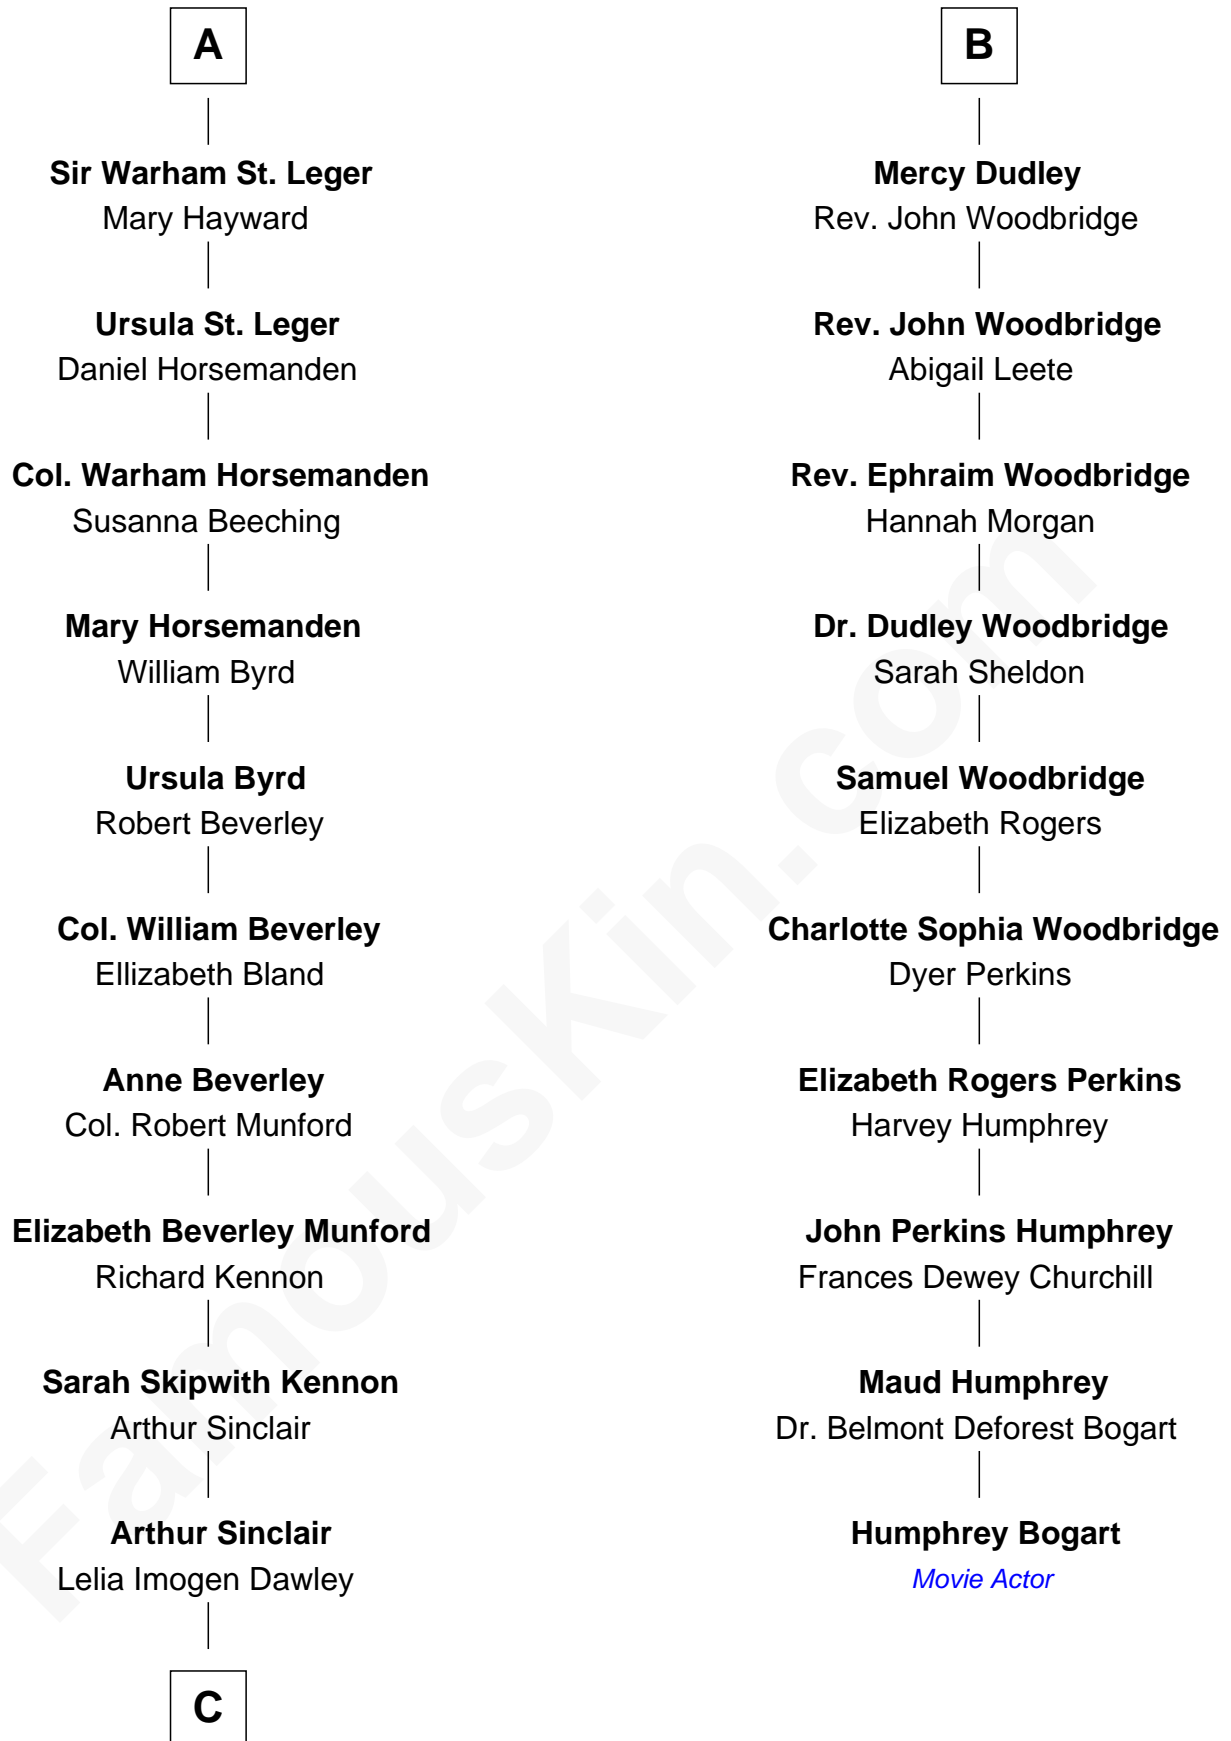 A
Sir Warham St. Leger
Mary Hayward
Ursula St. Leger
Daniel Horsemanden
Col. Warham Horsemanden
Susanna Beeching
Mary Horsemanden
William Byrd
Ursula Byrd
Robert Beverley
Col. William Beverley
Ellizabeth Bland
Anne Beverley
Col. Robert Munford
Elizabeth Beverley Munford
Richard Kennon
Sarah Skipwith Kennon
Arthur Sinclair
Arthur Sinclair
Lelia Imogen Dawley
C
B
Mercy Dudley
Rev. John Woodbridge
Rev. John Woodbridge
Abigail Leete
Rev. Ephraim Woodbridge
Hannah Morgan
Dr. Dudley Woodbridge
Sarah Sheldon
Samuel Woodbridge
Elizabeth Rogers
Charlotte Sophia Woodbridge
Dyer Perkins
Elizabeth Rogers Perkins
Harvey Humphrey
John Perkins Humphrey
Frances Dewey Churchill
Maud Humphrey
Dr. Belmont Deforest Bogart
Humphrey Bogart
Movie Actor
FamousKin.com